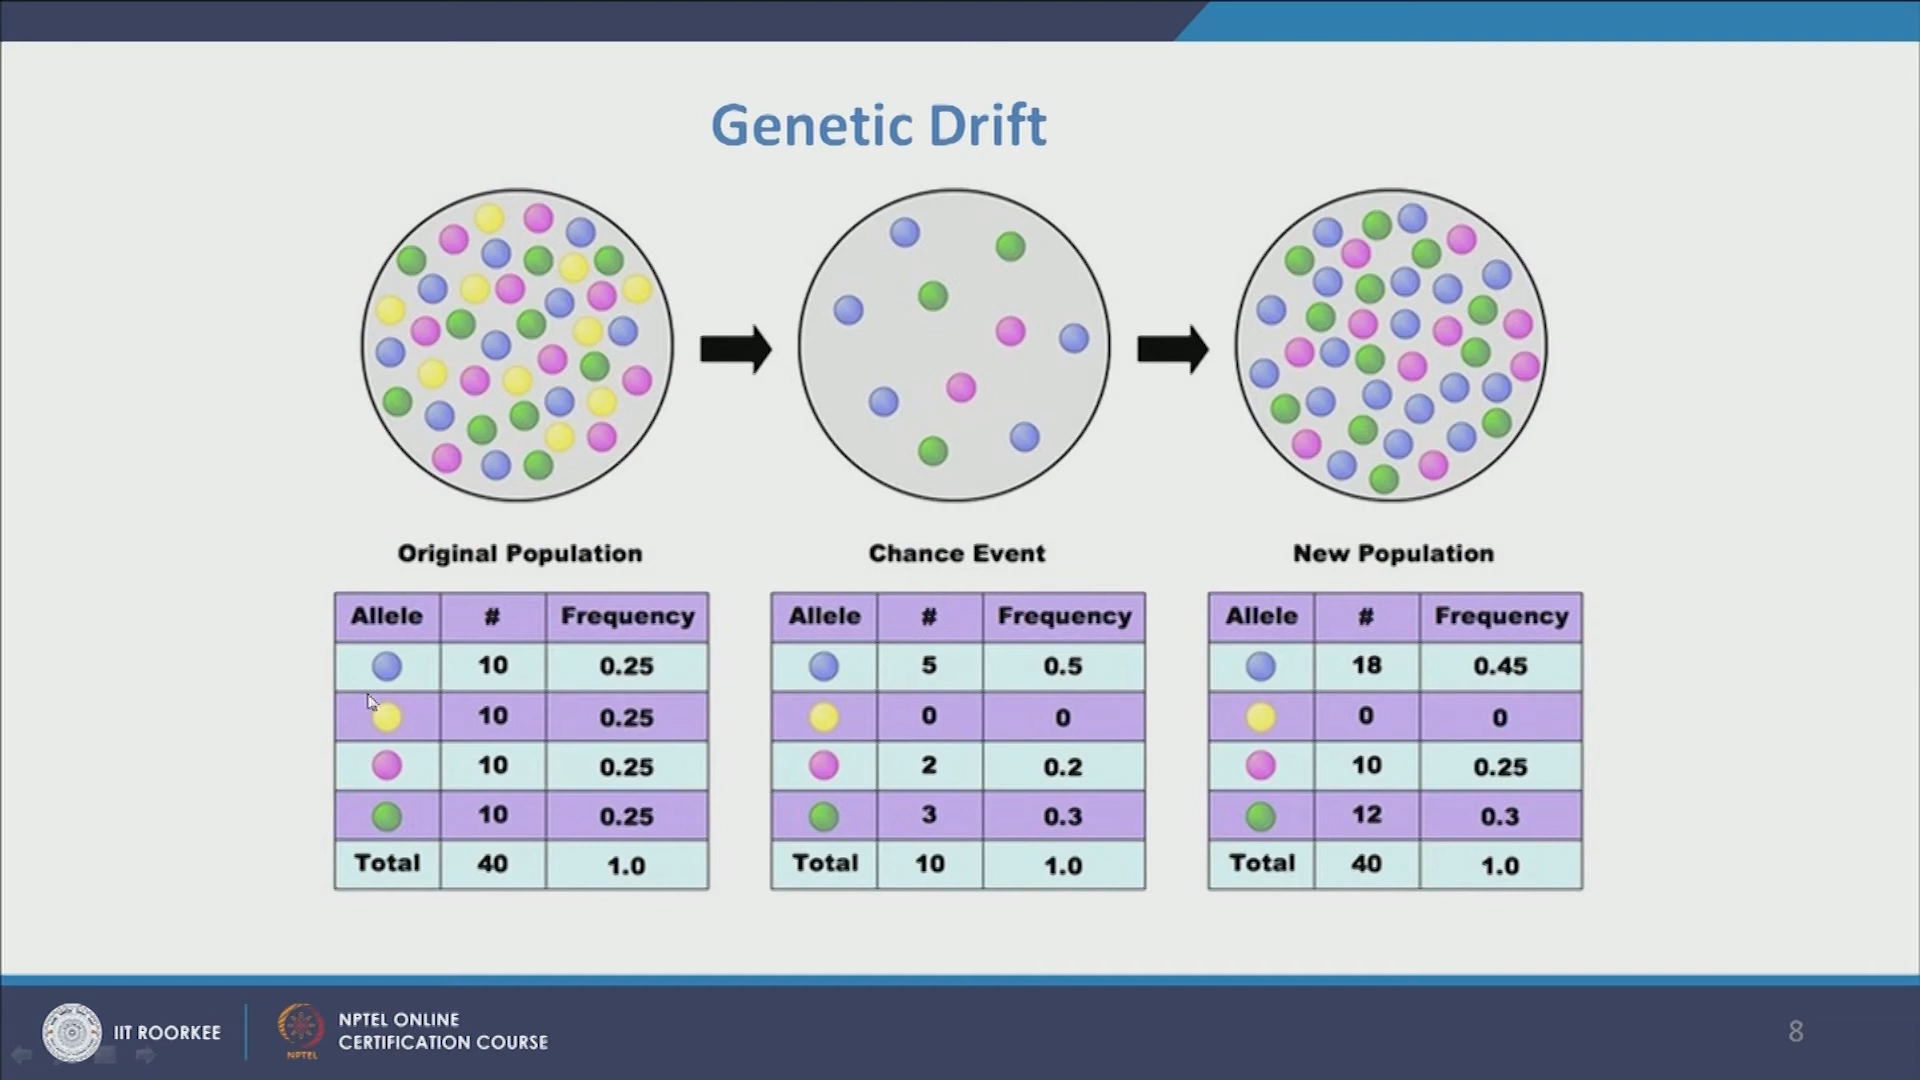 Genetic Drift
Original Population
Allele # Frequency
10 0.25
10 0.25
10 0.25
10 0.25
Total 40 1.0
Chance Event
Allele # Frequency
5 0.5
0 0
2 0.2
3 0.3
Total 10 1.0
New Population
Allele # Frequency
18 0.45
0 0
10 0.25
12 0.3
Total 40 1.0
IIT ROORKEE
NPTEL
NPTEL ONLINE
CERTIFICATION COURSE
8